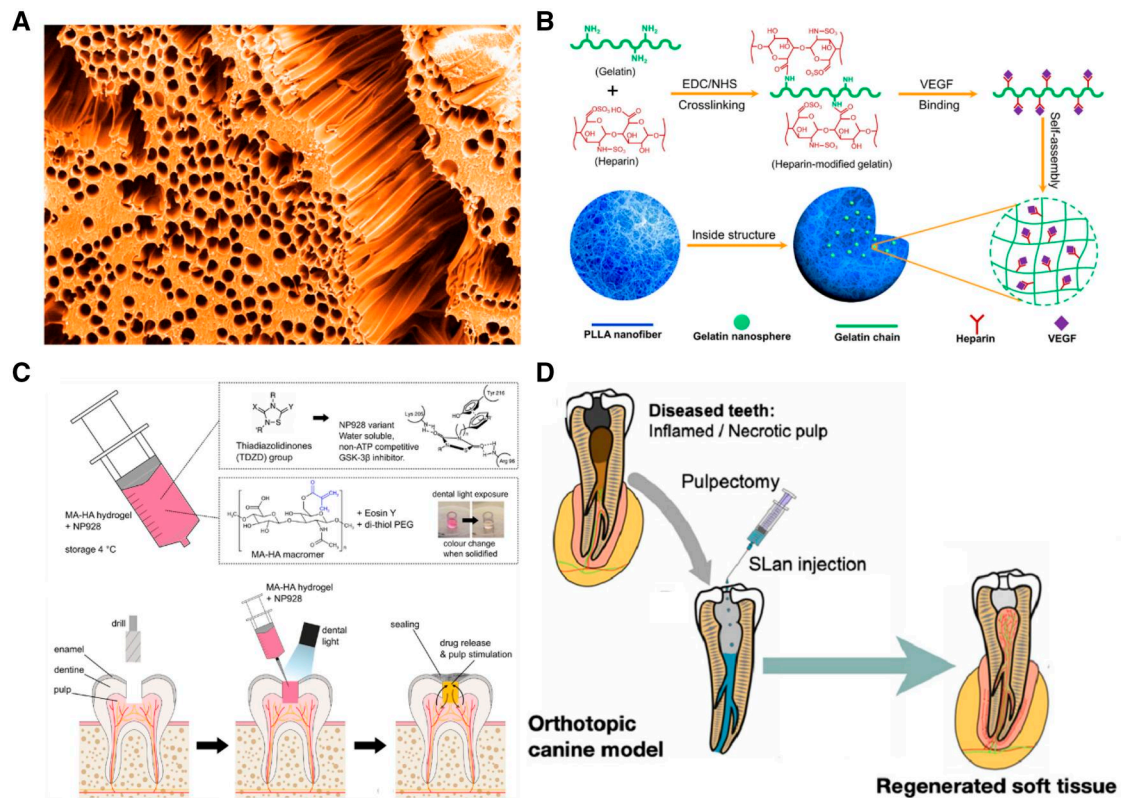 A
B
NH2
NH2
NH2
(Gelatin)
+
(Heparin)
EDC/NHS
Crosslinking
(Heparin-modified gelatin)
VEGF
Binding
Self-assembly
Inside structure
PLLA nanofiber
Gelatin nanosphere
Gelatin chain
Heparin
VEGF
C
MA-HA hydrogel
+ NP928
storage 4 °C
Thiadiazolidinones
(TDZD) group
NP928 variant
Water soluble,
non-ATP competitive
GSK-3β inhibitor.
Lys 205
Tyr 216
Arg 96
MA-HA macromer
+ Eosin Y
+ di-thiol PEG
dental light exposure
colour change
when solidified
drill
enamel
dentine
pulp
MA-HA hydrogel
+ NP928
dental
light
sealing
drug release
& pulp stimulation
D
Diseased teeth:
Inflamed / Necrotic pulp
Pulpectomy
SLan injection
Orthotopic
canine model
Regenerated soft tissue